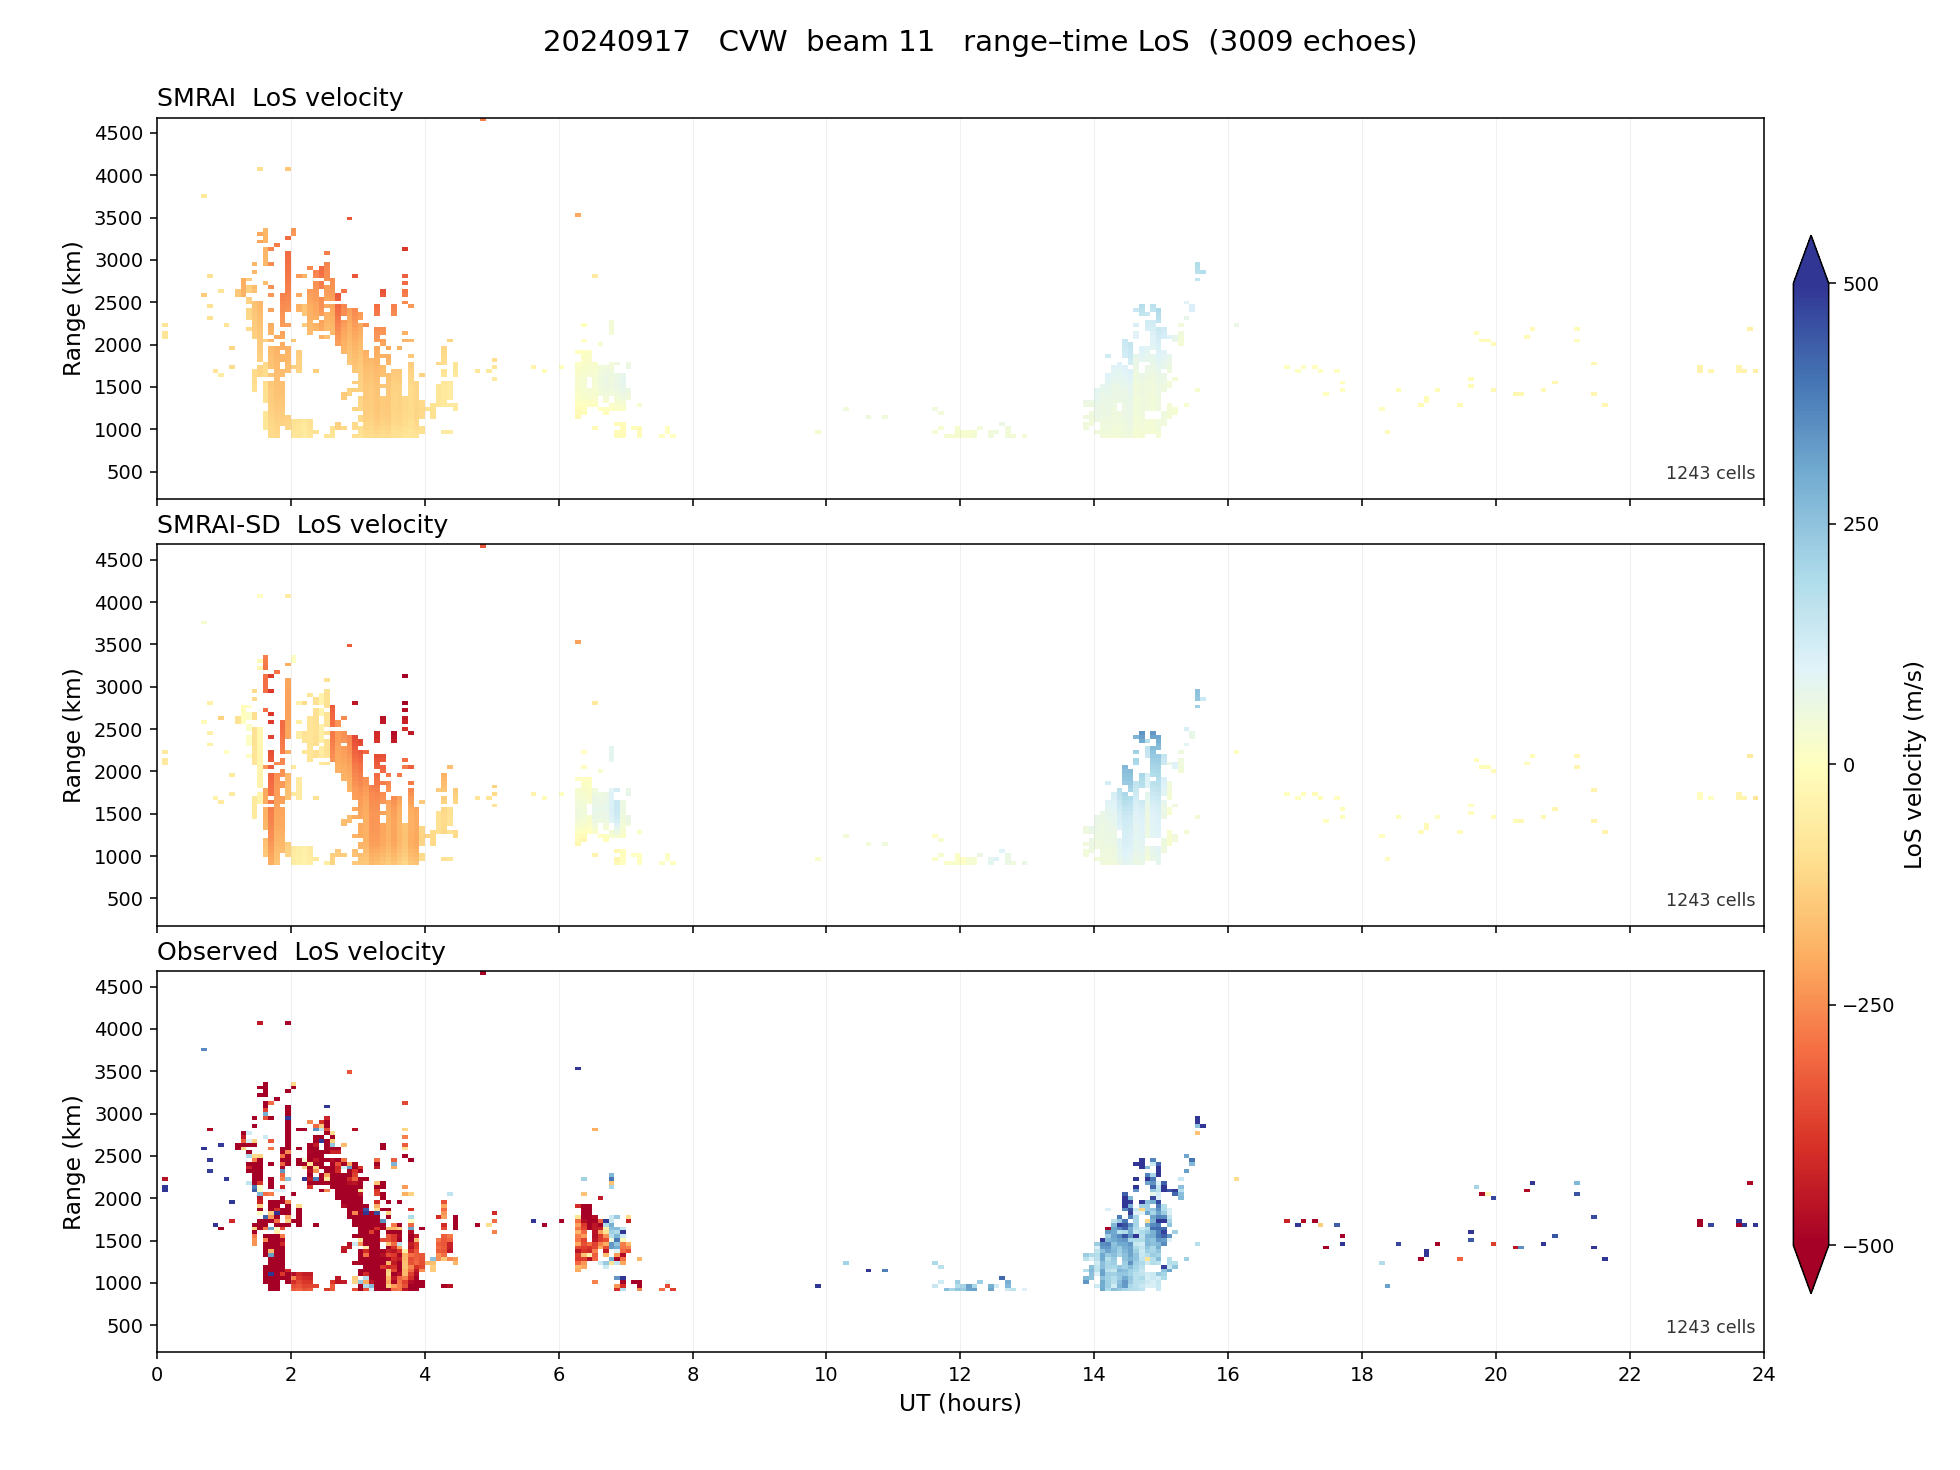 20240917   CVW  beam 11   range–time LoS  (3009 echoes)
SMRAI  LoS velocity
4500
4000
3500
3000
2500
2000
1500
1000
500
Range (km)
1243 cells
SMRAI-SD  LoS velocity
4500
4000
3500
3000
2500
2000
1500
1000
500
Range (km)
1243 cells
Observed  LoS velocity
4500
4000
3500
3000
2500
2000
1500
1000
500
Range (km)
1243 cells
0 2 4 6 8 10 12 14 16 18 20 22 24
UT (hours)
500
250
0
−250
−500
LoS velocity (m/s)